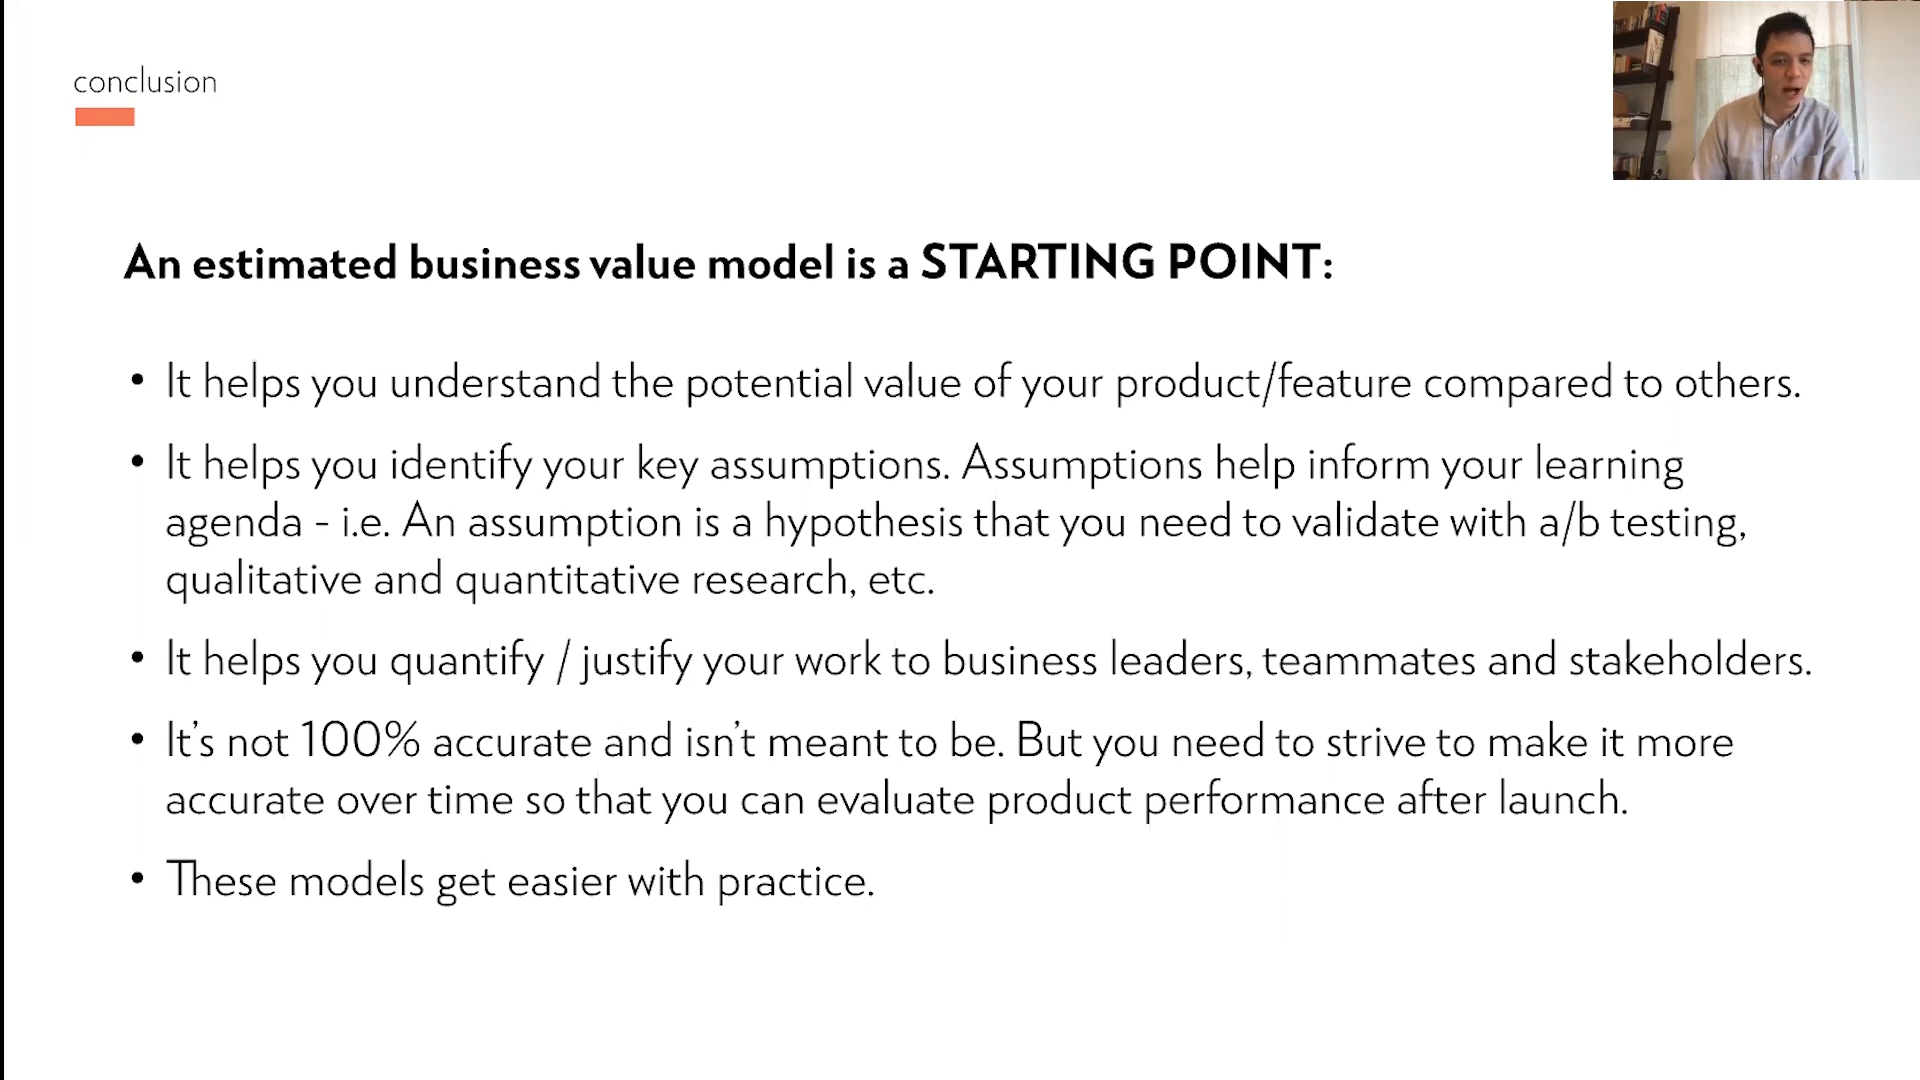 conclusion
An estimated business value model is a STARTING POINT:
• It helps you understand the potential value of your product/feature compared to others.
• It helps you identify your key assumptions. Assumptions help inform your learning
agenda - i.e. An assumption is a hypothesis that you need to validate with a/b testing,
qualitative and quantitative research, etc.
• It helps you quantify / justify your work to business leaders, teammates and stakeholders.
• It’s not 100% accurate and isn’t meant to be. But you need to strive to make it more
accurate over time so that you can evaluate product performance after launch.
• These models get easier with practice.